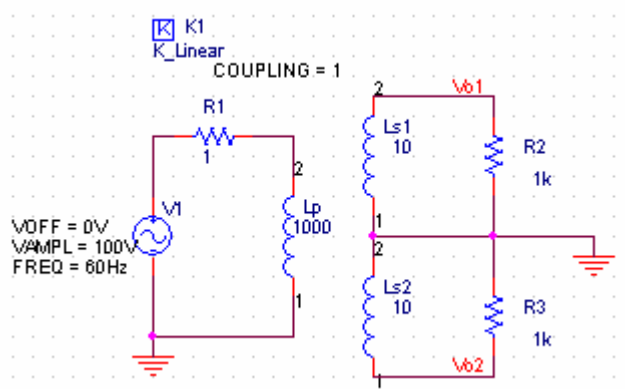 K K1
K_Linear
COUPLING = 1
R1
1
2
Vo1
Ls1
10
R2
1k
2
V1
Lp
1000
VOFF = 0V
VAMPL = 100V
FREQ = 60Hz
1
2
1
Ls2
10
R3
1k
Vo2
1